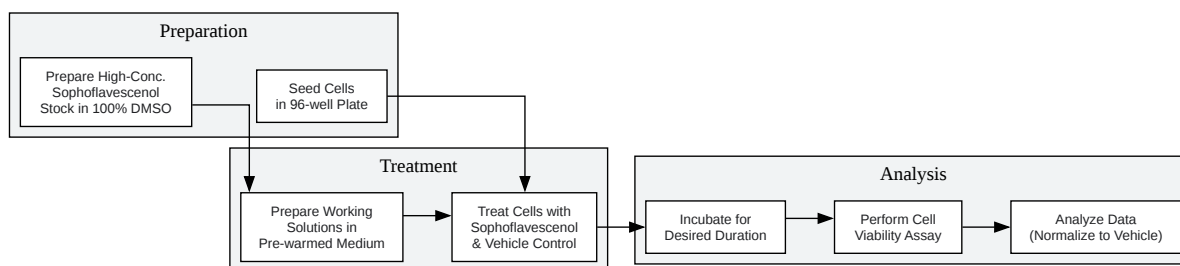 Preparation
Prepare High-Conc.
Sophoflavescenol
Stock in 100% DMSO
Seed Cells
in 96-well Plate
Treatment
Prepare Working
Solutions in
Pre-warmed Medium
Treat Cells with
Sophoflavescenol
& Vehicle Control
Analysis
Incubate for
Desired Duration
Perform Cell
Viability Assay
Analyze Data
(Normalize to Vehicle)